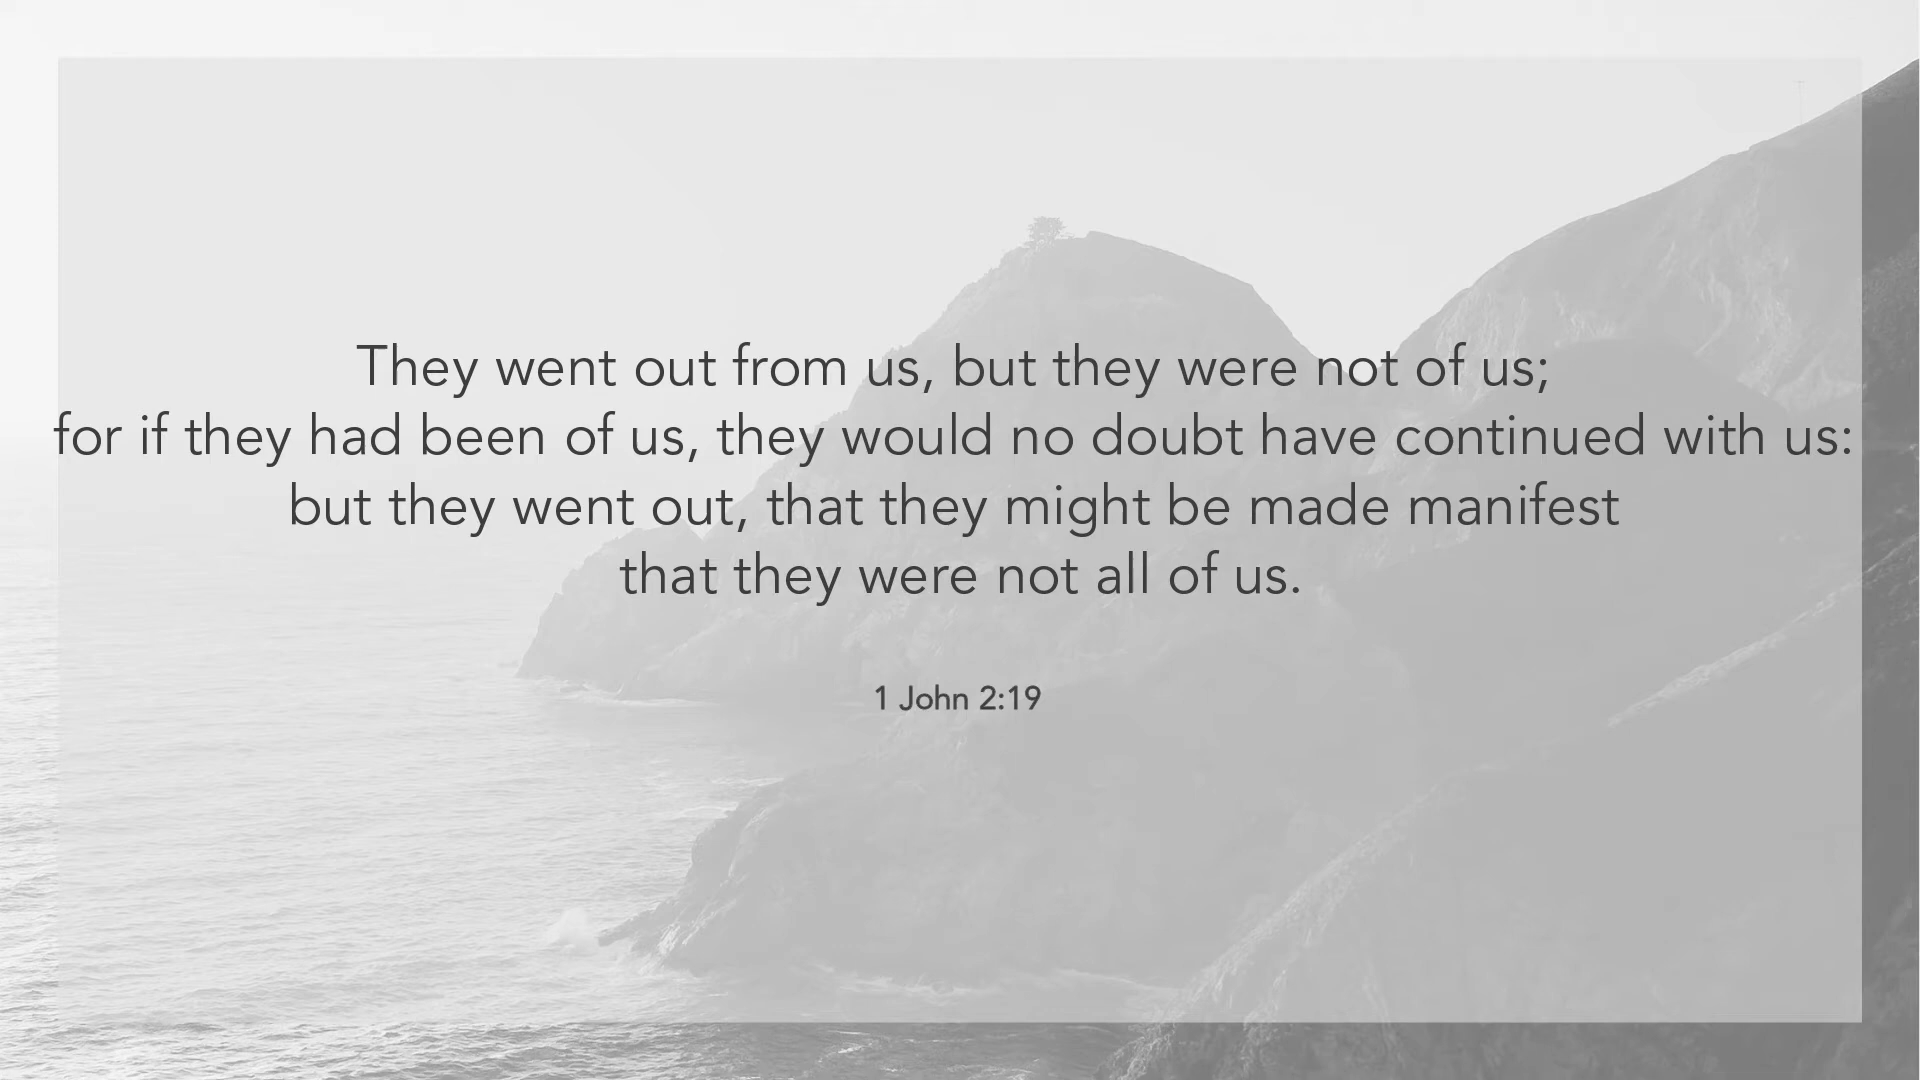 They went out from us, but they were not of us;
for if they had been of us, they would no doubt have continued with us:
but they went out, that they might be made manifest
that they were not all of us.
1 John 2:19